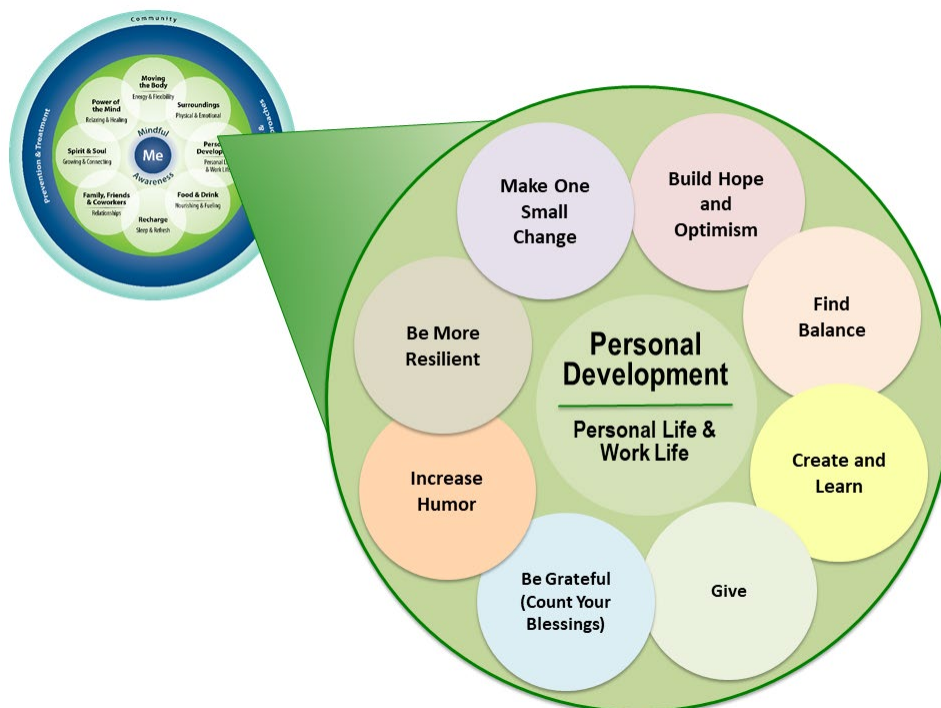 Community
Prevention & Treatment
Moving
the Body
Energy & Flexibility
Surroundings
Physical & Emotional
Power of
the Mind
Relaxing & Healing
Mindful
Me
Awareness
Spirit & Soul
Growing & Connecting
Family, Friends
& Coworkers
Relationships
Food & Drink
Nourishing & Fueling
Recharge
Sleep & Refresh
Make One
Small
Change
Build Hope
and
Optimism
Find
Balance
Be More
Resilient
Personal
Development
Personal Life &
Work Life
Create and
Learn
Increase
Humor
Be Grateful
(Count Your
Blessings)
Give